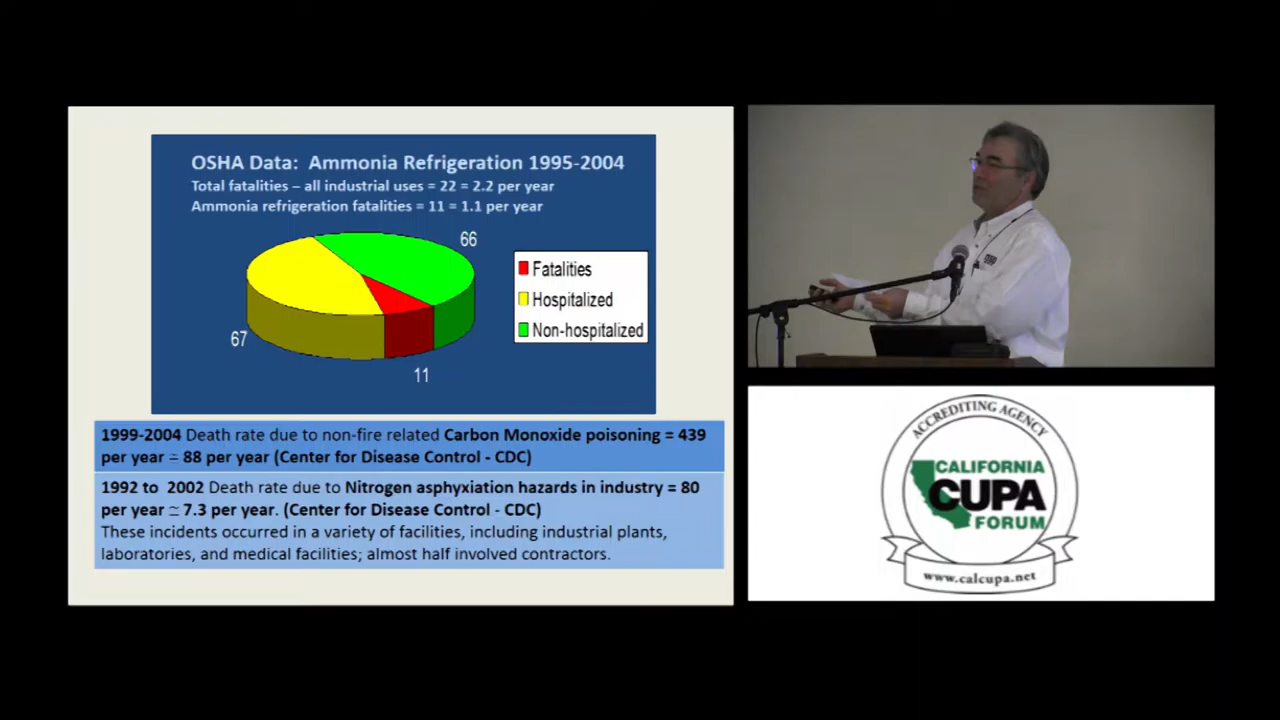 OSHA Data: Ammonia Refrigeration 1995-2004
Total fatalities – all industrial uses = 22 = 2.2 per year
Ammonia refrigeration fatalities = 11 = 1.1 per year
66
67
11
Fatalities
Hospitalized
Non-hospitalized
1999-2004 Death rate due to non-fire related Carbon Monoxide poisoning = 439
per year ≃ 88 per year (Center for Disease Control - CDC)
1992 to 2002 Death rate due to Nitrogen asphyxiation hazards in industry = 80
per year ≃ 7.3 per year. (Center for Disease Control - CDC)
These incidents occurred in a variety of facilities, including industrial plants,
laboratories, and medical facilities; almost half involved contractors.
ACCREDITING AGENCY
CALIFORNIA
CUPA
FORUM
www.calcupa.net